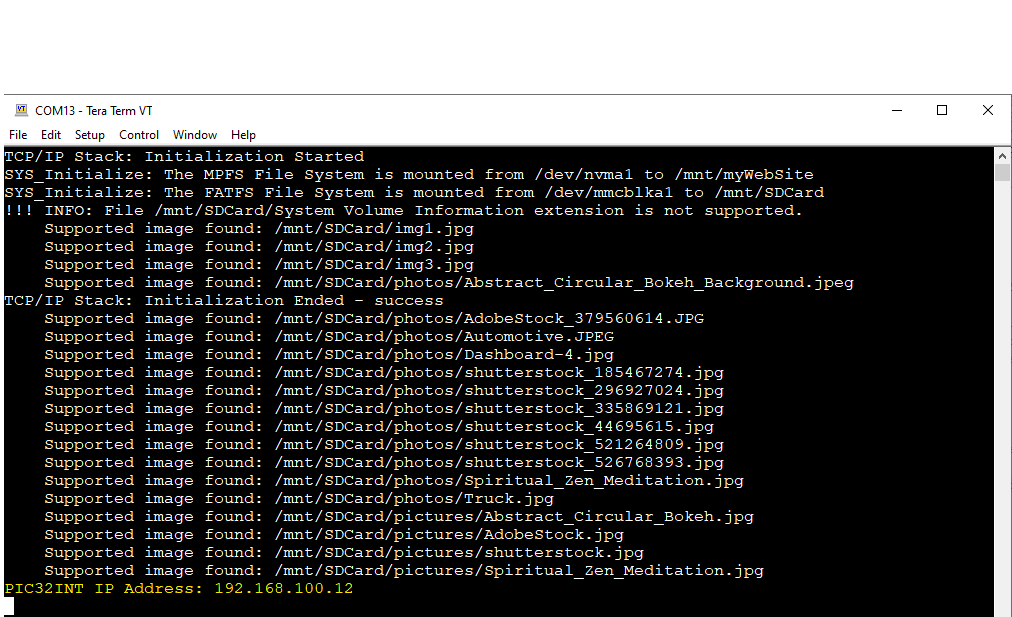 COM13 - Tera Term VT
File Edit Setup Control Window Help
TCP/IP Stack: Initialization Started
SYS_Initialize: The MPFS File System is mounted from /dev/nvma1 to /mnt/myWebSite
SYS_Initialize: The FATFS File System is mounted from /dev/mmcblka1 to /mnt/SDCard
!!! INFO: File /mnt/SDCard/System Volume Information extension is not supported.
Supported image found: /mnt/SDCard/img1.jpg
Supported image found: /mnt/SDCard/img2.jpg
Supported image found: /mnt/SDCard/img3.jpg
Supported image found: /mnt/SDCard/photos/Abstract_Circular_Bokeh_Background.jpeg
TCP/IP Stack: Initialization Ended - success
Supported image found: /mnt/SDCard/photos/AdobeStock_379560614.JPG
Supported image found: /mnt/SDCard/photos/Automotive.JPEG
Supported image found: /mnt/SDCard/photos/Dashboard-4.jpg
Supported image found: /mnt/SDCard/photos/shutterstock_185467274.jpg
Supported image found: /mnt/SDCard/photos/shutterstock_296927024.jpg
Supported image found: /mnt/SDCard/photos/shutterstock_335869121.jpg
Supported image found: /mnt/SDCard/photos/shutterstock_44695615.jpg
Supported image found: /mnt/SDCard/photos/shutterstock_521264809.jpg
Supported image found: /mnt/SDCard/photos/shutterstock_526768393.jpg
Supported image found: /mnt/SDCard/photos/Spiritual_Zen_Meditation.jpg
Supported image found: /mnt/SDCard/photos/Truck.jpg
Supported image found: /mnt/SDCard/pictures/Abstract_Circular_Bokeh.jpg
Supported image found: /mnt/SDCard/pictures/AdobeStock.jpg
Supported image found: /mnt/SDCard/pictures/shutterstock.jpg
Supported image found: /mnt/SDCard/pictures/Spiritual_Zen_Meditation.jpg
PIC32INT IP Address: 192.168.100.12